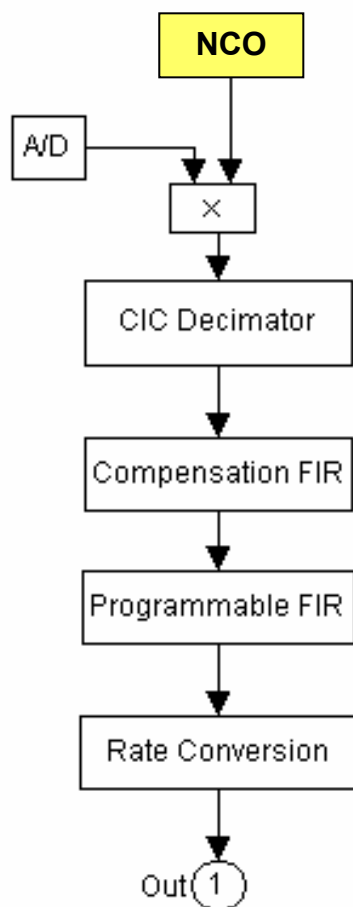 NCO
A/D
×
CIC Decimator
Compensation FIR
Programmable FIR
Rate Conversion
Out 1